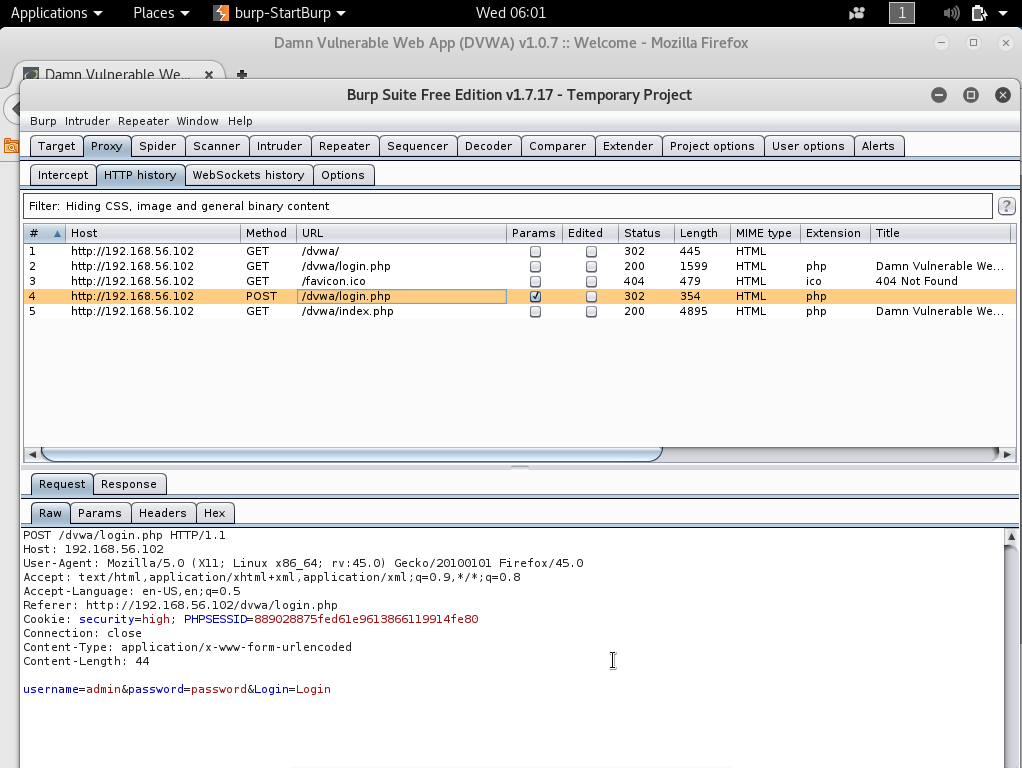 Applications Places burp-StartBurp Wed 06:01 1
Damn Vulnerable Web App (DVWA) v1.0.7 :: Welcome - Mozilla Firefox
Damn Vulnerable We...
Burp Suite Free Edition v1.7.17 - Temporary Project
Burp Intruder Repeater Window Help
Target Proxy Spider Scanner Intruder Repeater Sequencer Decoder Comparer Extender Project options User options Alerts
Intercept HTTP history WebSockets history Options
Filter: Hiding CSS, image and general binary content ?
# Host Method URL Params Edited Status Length MIME type Extension Title
1 http://192.168.56.102 GET /dvwa/ 302 445 HTML
2 http://192.168.56.102 GET /dvwa/login.php 200 1599 HTML php Damn Vulnerable We...
3 http://192.168.56.102 GET /favicon.ico 404 479 HTML ico 404 Not Found
4 http://192.168.56.102 POST /dvwa/login.php 302 354 HTML php
5 http://192.168.56.102 GET /dvwa/index.php 200 4895 HTML php Damn Vulnerable We...
Request Response
Raw Params Headers Hex
POST /dvwa/login.php HTTP/1.1
Host: 192.168.56.102
User-Agent: Mozilla/5.0 (X11; Linux x86_64; rv:45.0) Gecko/20100101 Firefox/45.0
Accept: text/html,application/xhtml+xml,application/xml;q=0.9,*/*;q=0.8
Accept-Language: en-US,en;q=0.5
Referer: http://192.168.56.102/dvwa/login.php
Cookie: security=high; PHPSESSID=889028875fed61e9613866119914fe80
Connection: close
Content-Type: application/x-www-form-urlencoded
Content-Length: 44
username=admin&password=password&Login=Login